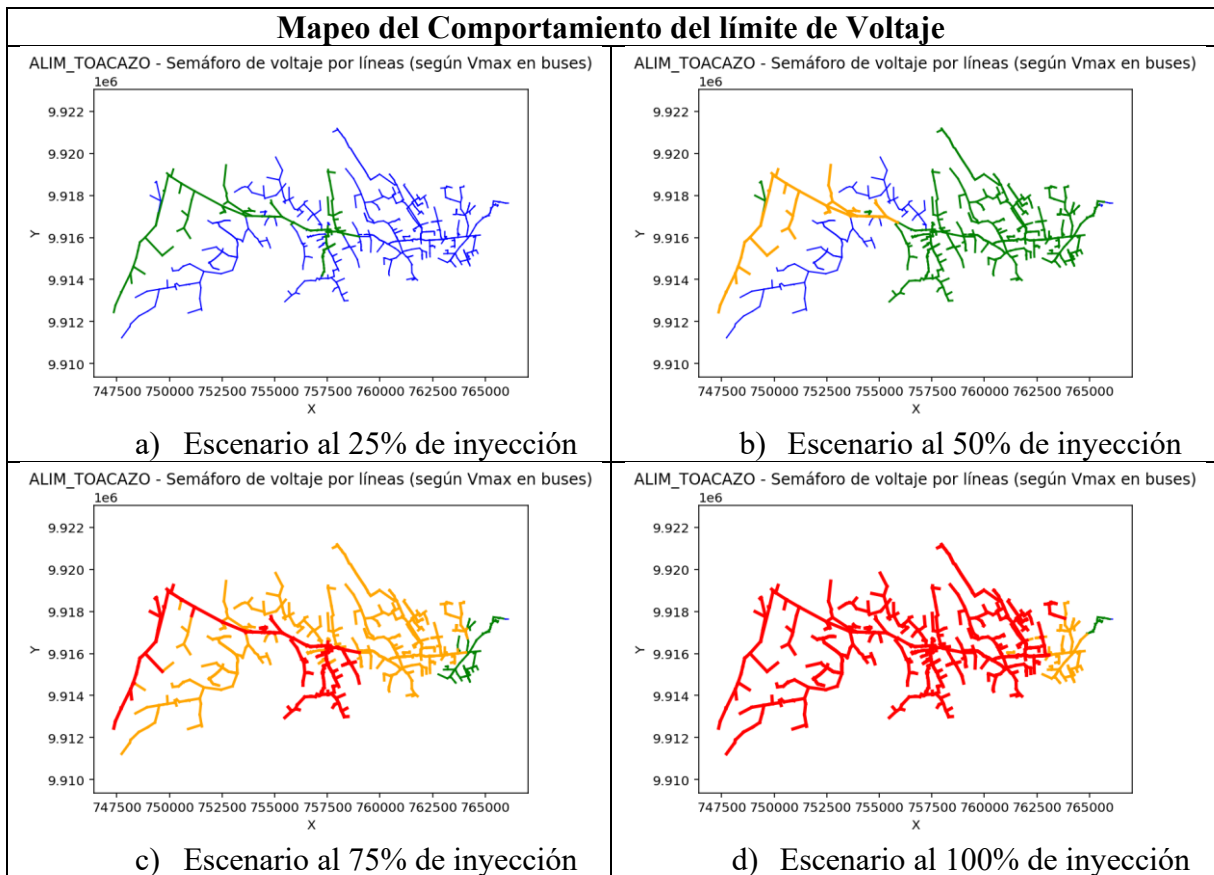 Mapeo del Comportamiento del límite de Voltaje
ALIM_TOACAZO - Semáforo de voltaje por líneas (según Vmax en buses)
1e6
9.922
9.920
9.918
9.916
9.914
9.912
9.910
Y
747500 750000 752500 755000 757500 760000 762500 765000
X
a) Escenario al 25% de inyección
ALIM_TOACAZO - Semáforo de voltaje por líneas (según Vmax en buses)
1e6
9.922
9.920
9.918
9.916
9.914
9.912
9.910
Y
747500 750000 752500 755000 757500 760000 762500 765000
X
b) Escenario al 50% de inyección
ALIM_TOACAZO - Semáforo de voltaje por líneas (según Vmax en buses)
1e6
9.922
9.920
9.918
9.916
9.914
9.912
9.910
Y
747500 750000 752500 755000 757500 760000 762500 765000
X
c) Escenario al 75% de inyección
ALIM_TOACAZO - Semáforo de voltaje por líneas (según Vmax en buses)
1e6
9.922
9.920
9.918
9.916
9.914
9.912
9.910
Y
747500 750000 752500 755000 757500 760000 762500 765000
X
d) Escenario al 100% de inyección